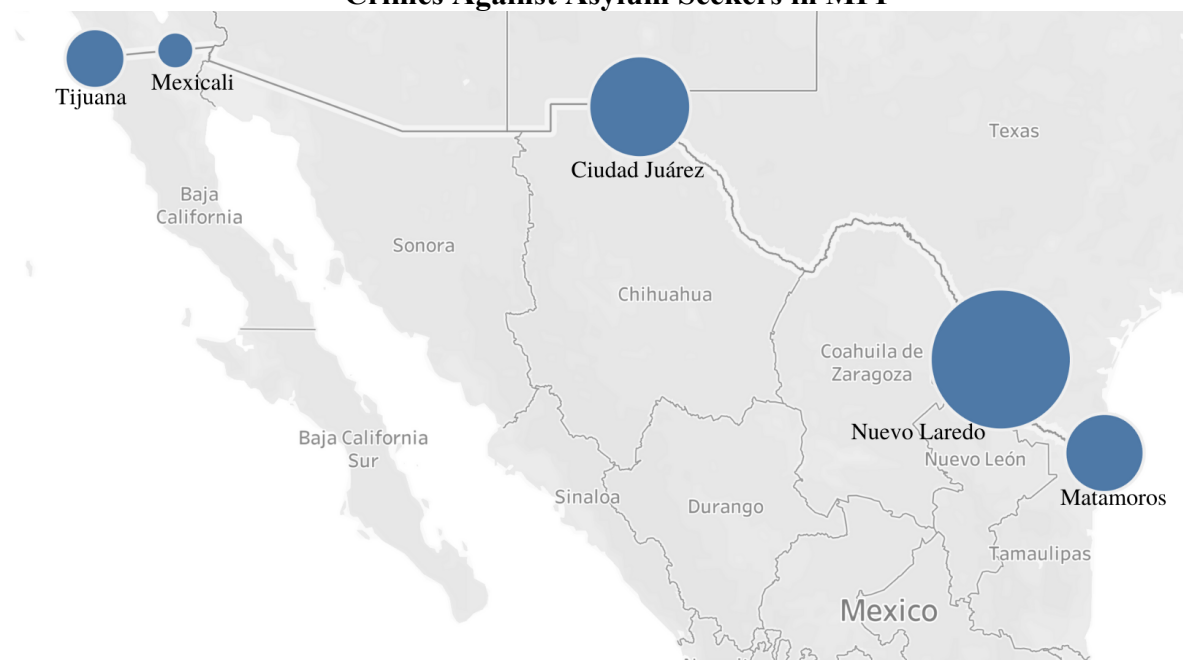 Crimes Against Asylum Seekers in MPP
Tijuana
Mexicali
Ciudad Juárez
Texas
Baja
California
Sonora
Chihuahua
Coahuila de
Zaragoza
Nuevo Laredo
Nuevo León
Baja California
Sur
Sinaloa
Durango
Matamoros
Tamaulipas
Mexico